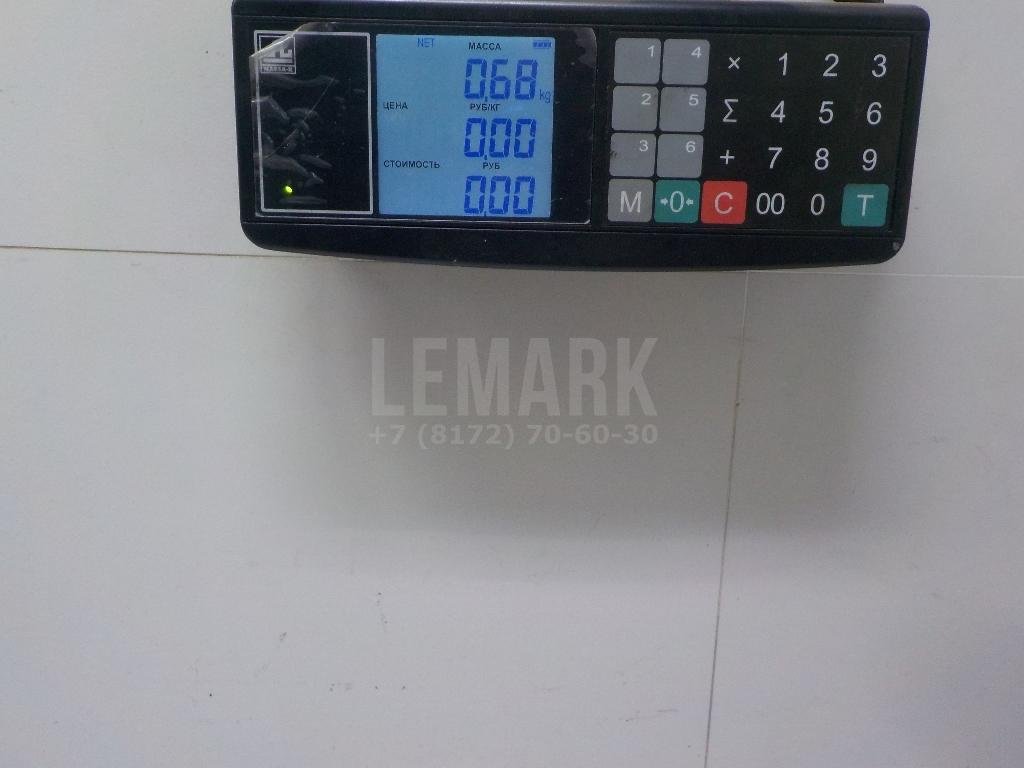 NET МАССА
0,68 kg
ЦЕНА РУБ/КГ
0,00
СТОИМОСТЬ РУБ
0,00
1 4 × 1 2 3
2 5 Σ 4 5 6
3 6 + 7 8 9
M →0← C 00 0 T
LEMARK
+7 (8172) 70-60-30